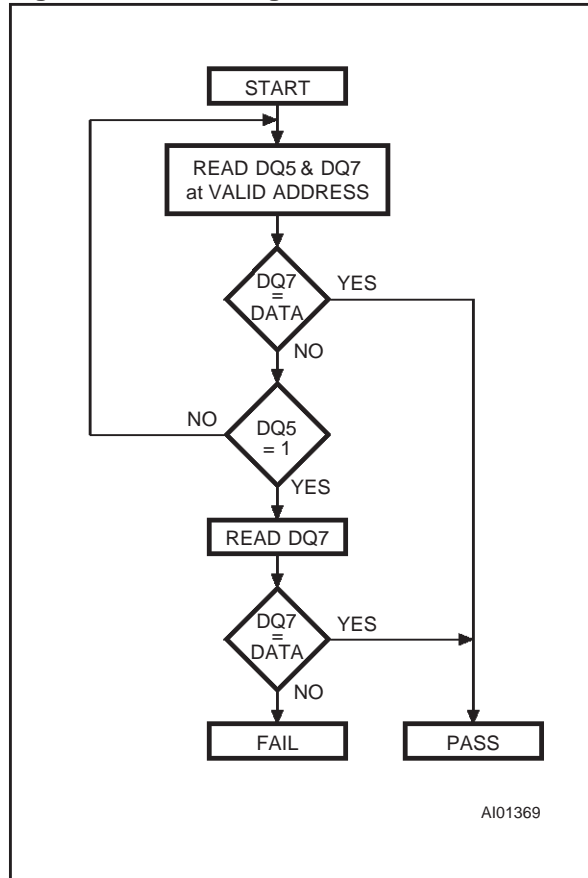 START
READ DQ5 & DQ7
at VALID ADDRESS
DQ7
=
DATA
YES
NO
NO
DQ5
= 1
YES
READ DQ7
DQ7
=
DATA
YES
NO
FAIL
PASS
AI01369